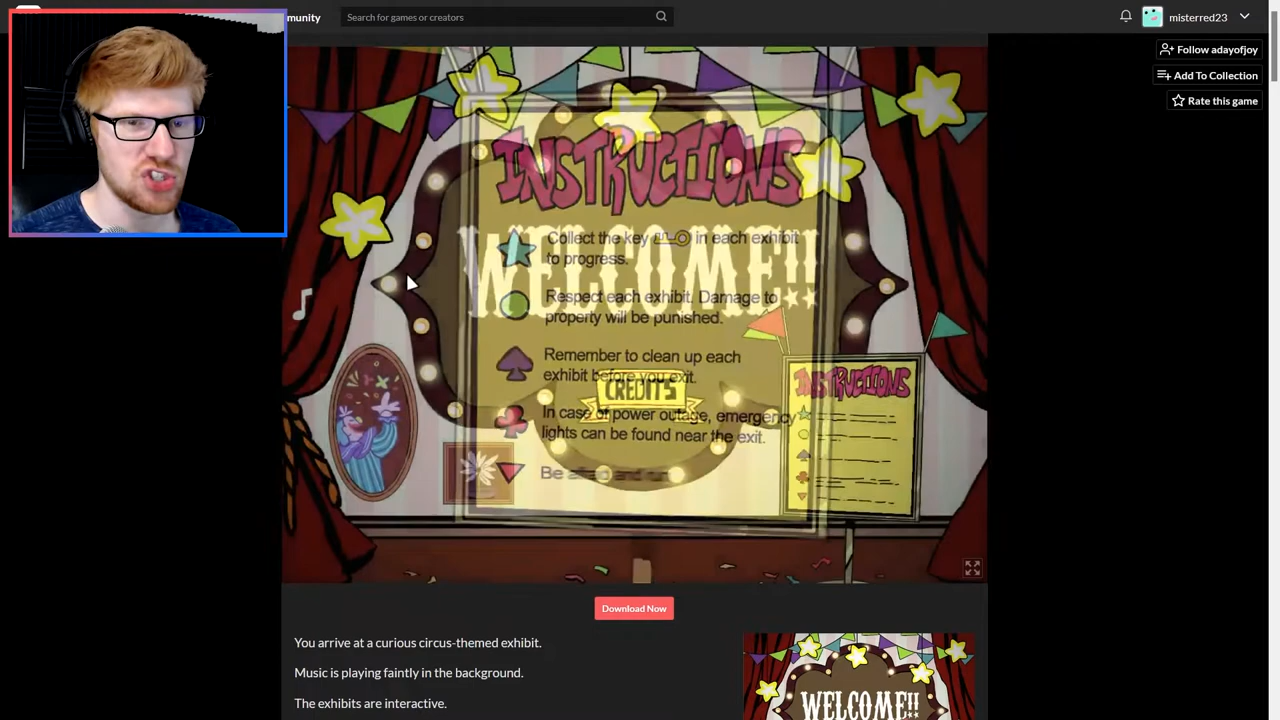 mmunity
Search for games or creators
misterred23
Follow adayofjoy
Add To Collection
Rate this game
INSTRUCTIONS
WELCOME!!
Collect the key in each exhibit
to progress.
Respect each exhibit. Damage to
property will be punished.
Remember to clean up each
exhibit before you exit.
In case of power outage, emergency
lights can be found near the exit.
Be
CREDITS
INSTRUCTIONS
Download Now
You arrive at a curious circus-themed exhibit.
Music is playing faintly in the background.
The exhibits are interactive.
WELCOME!!